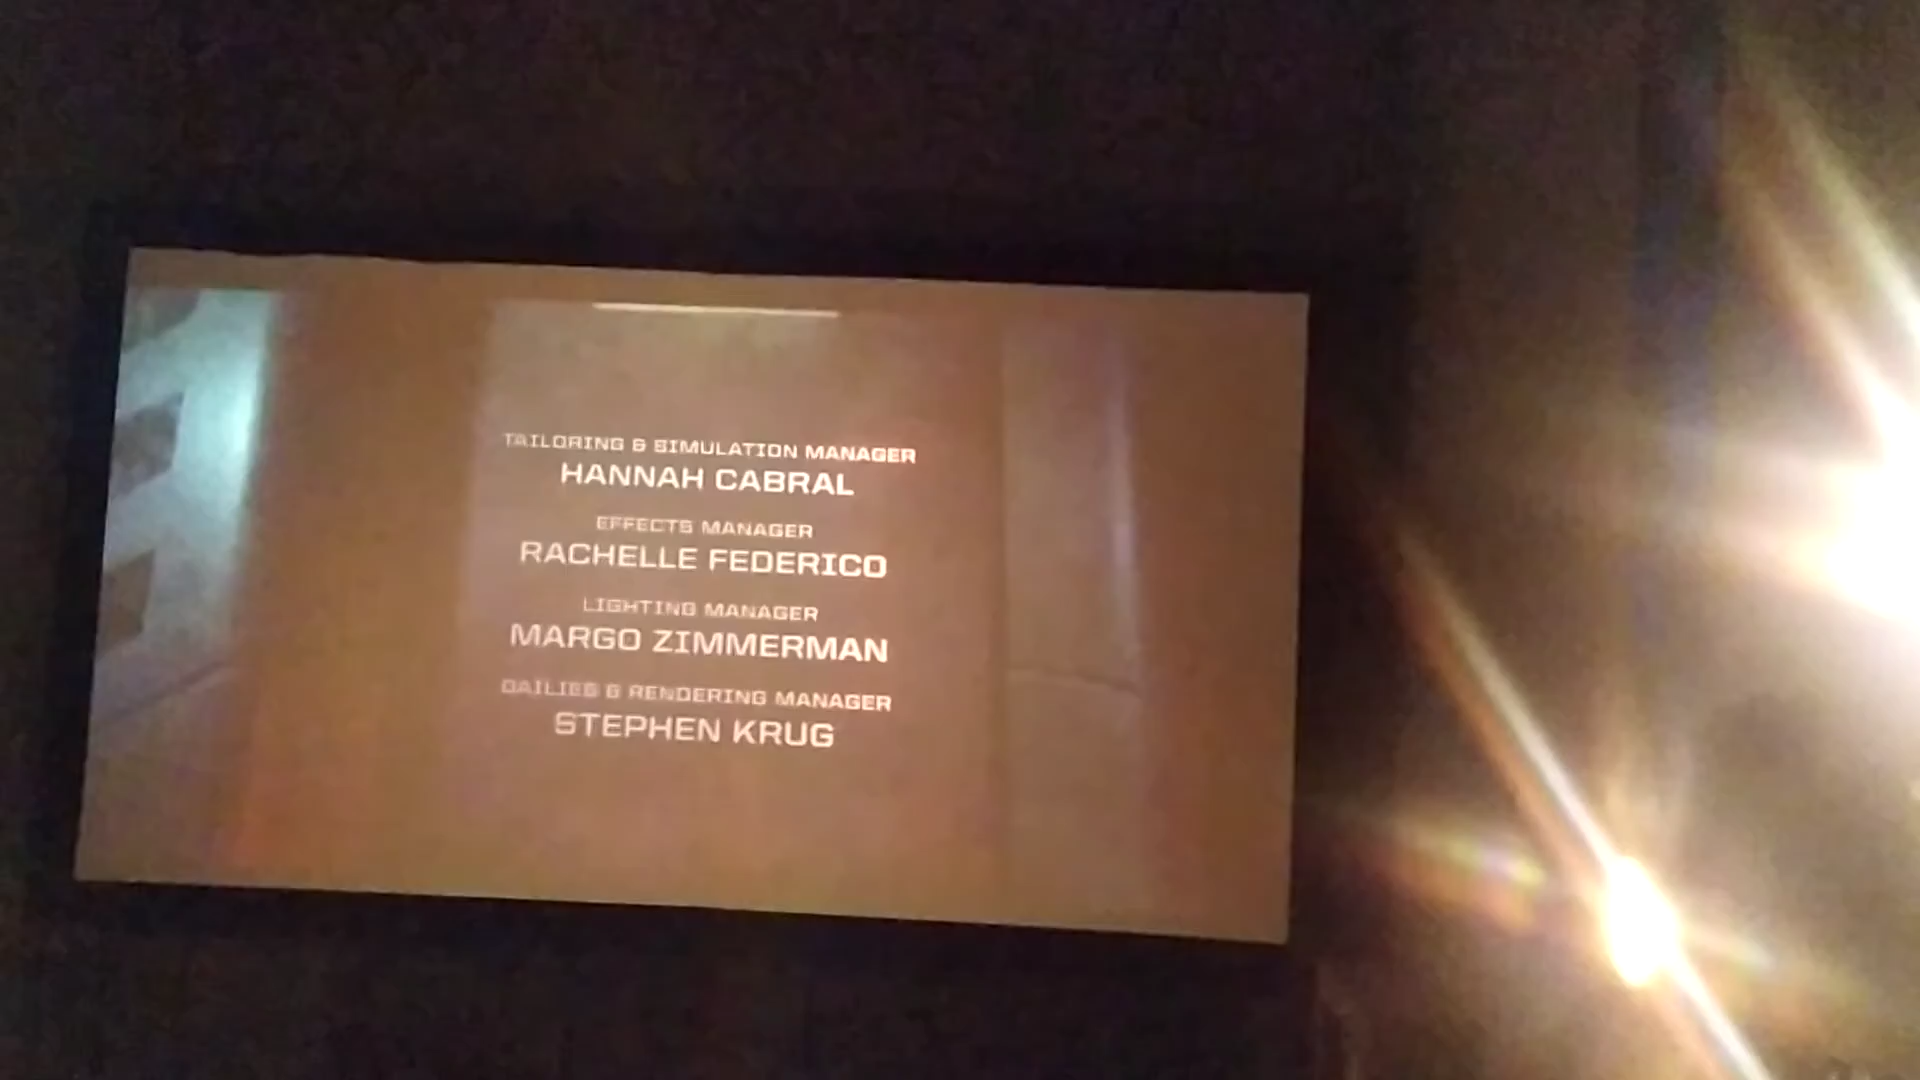 TAILORING & SIMULATION MANAGER
HANNAH CABRAL
EFFECTS MANAGER
RACHELLE FEDERICO
LIGHTING MANAGER
MARGO ZIMMERMAN
DAILIES & RENDERING MANAGER
STEPHEN KRUG